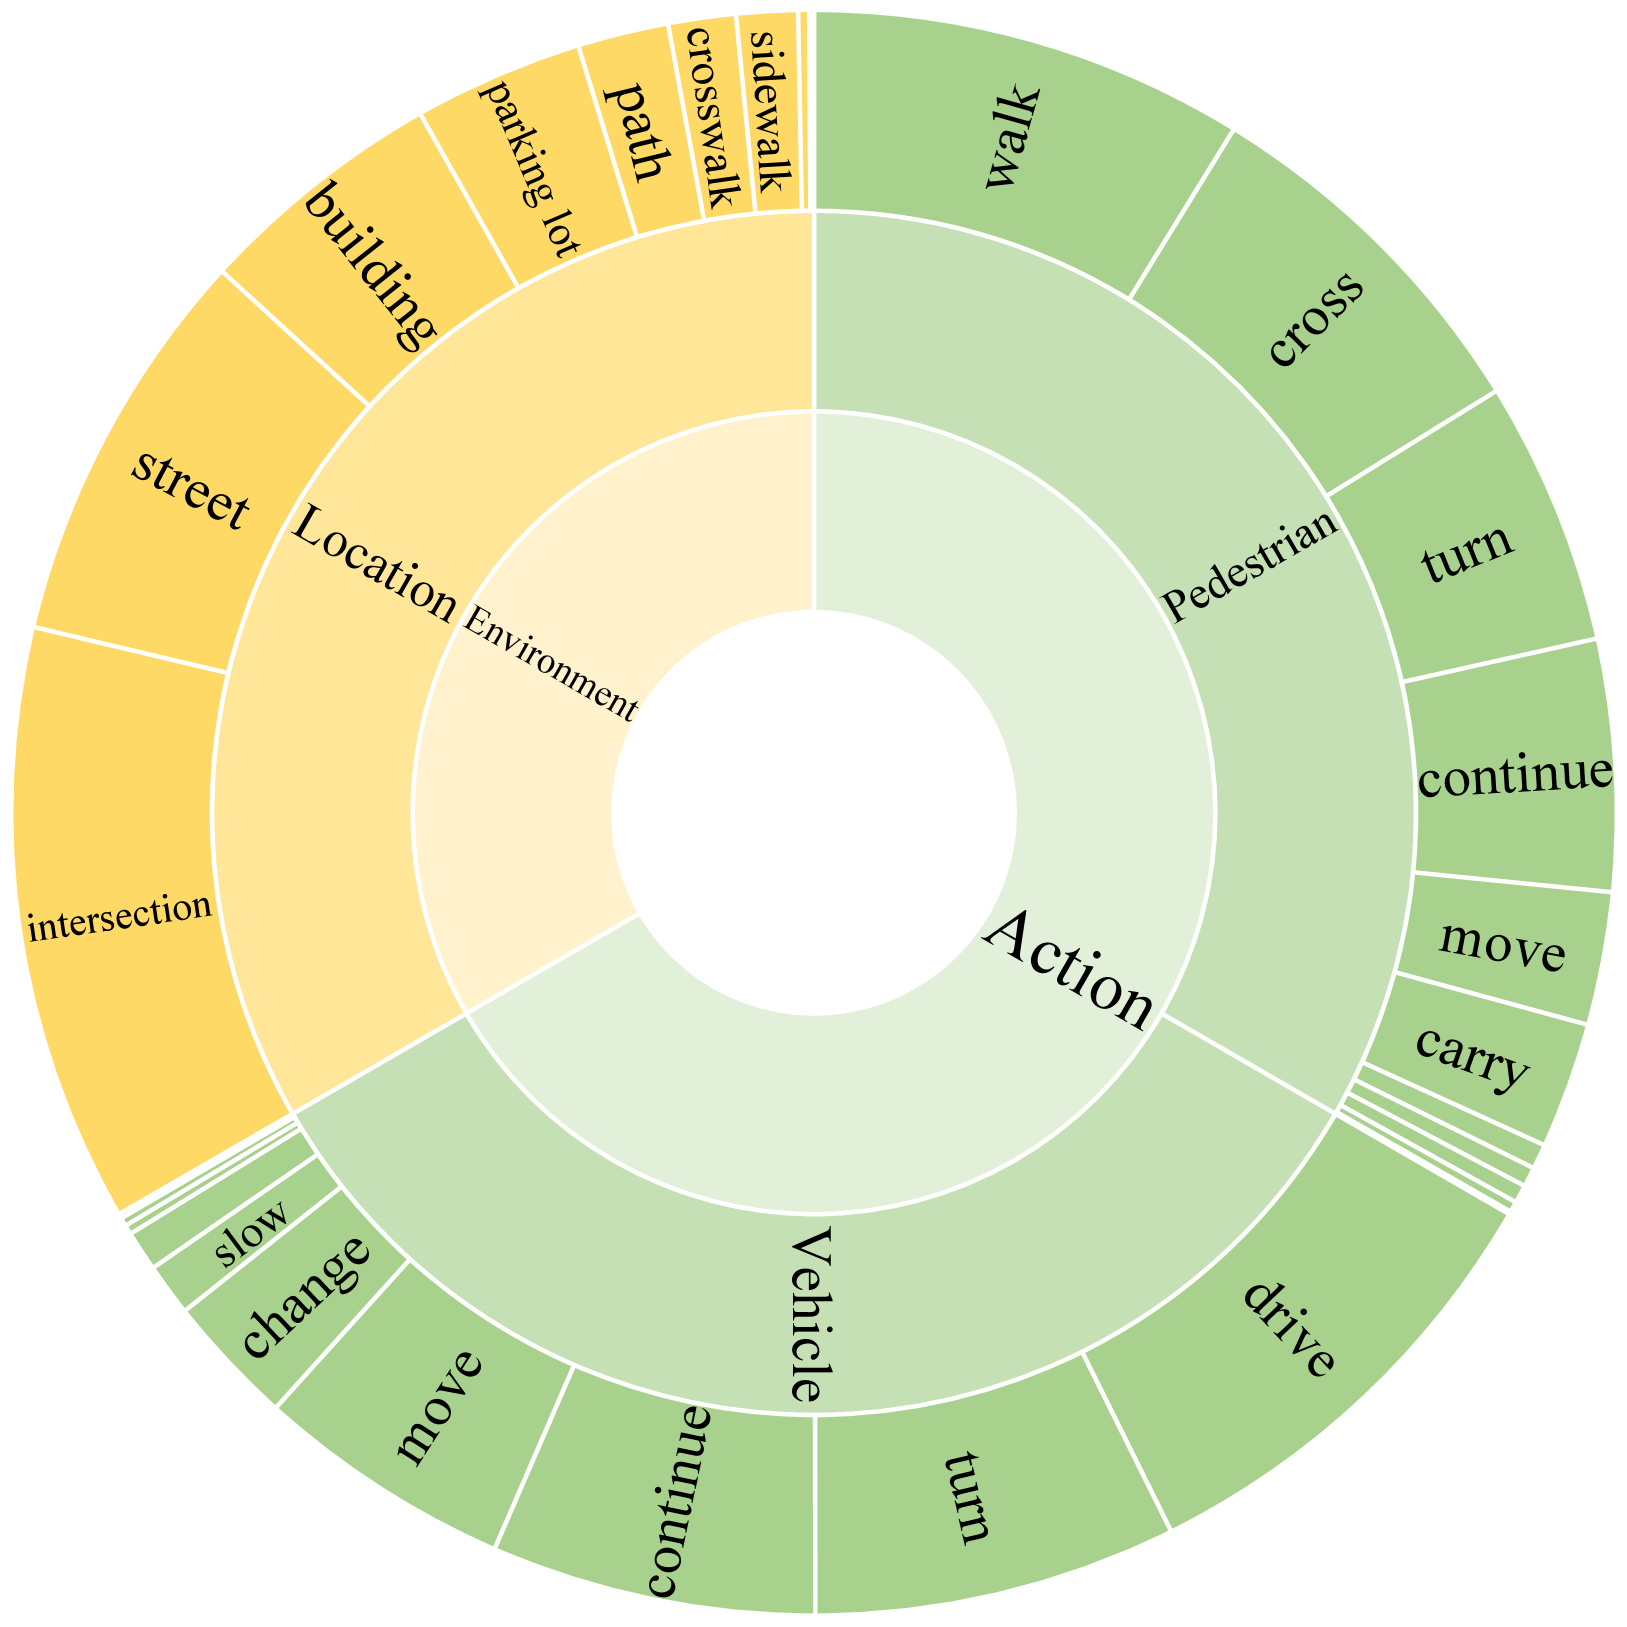 walk
cross
turn
continue
move
carry
Pedestrian
Action
drive
turn
continue
move
change
slow
Vehicle
intersection
street
building
parking lot
path
crosswalk
sidewalk
Location
Environment